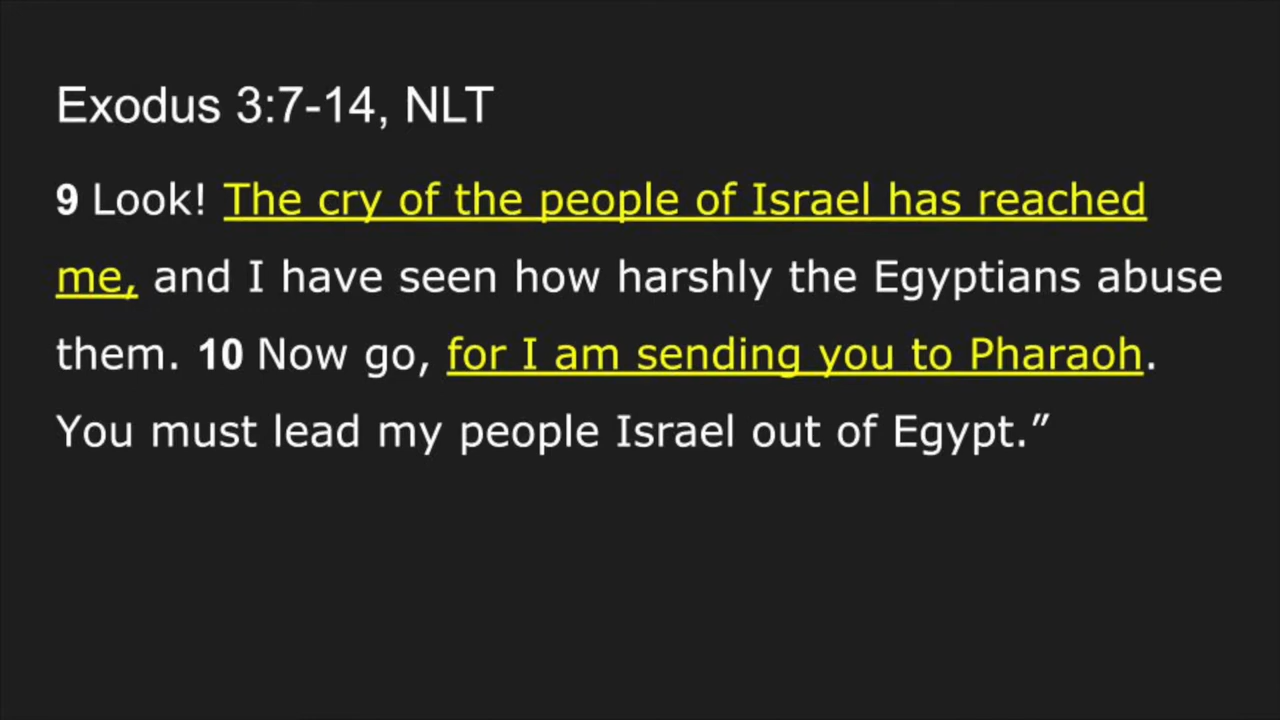 Exodus 3:7-14, NLT
9 Look! The cry of the people of Israel has reached
me, and I have seen how harshly the Egyptians abuse
them. 10 Now go, for I am sending you to Pharaoh.
You must lead my people Israel out of Egypt.”